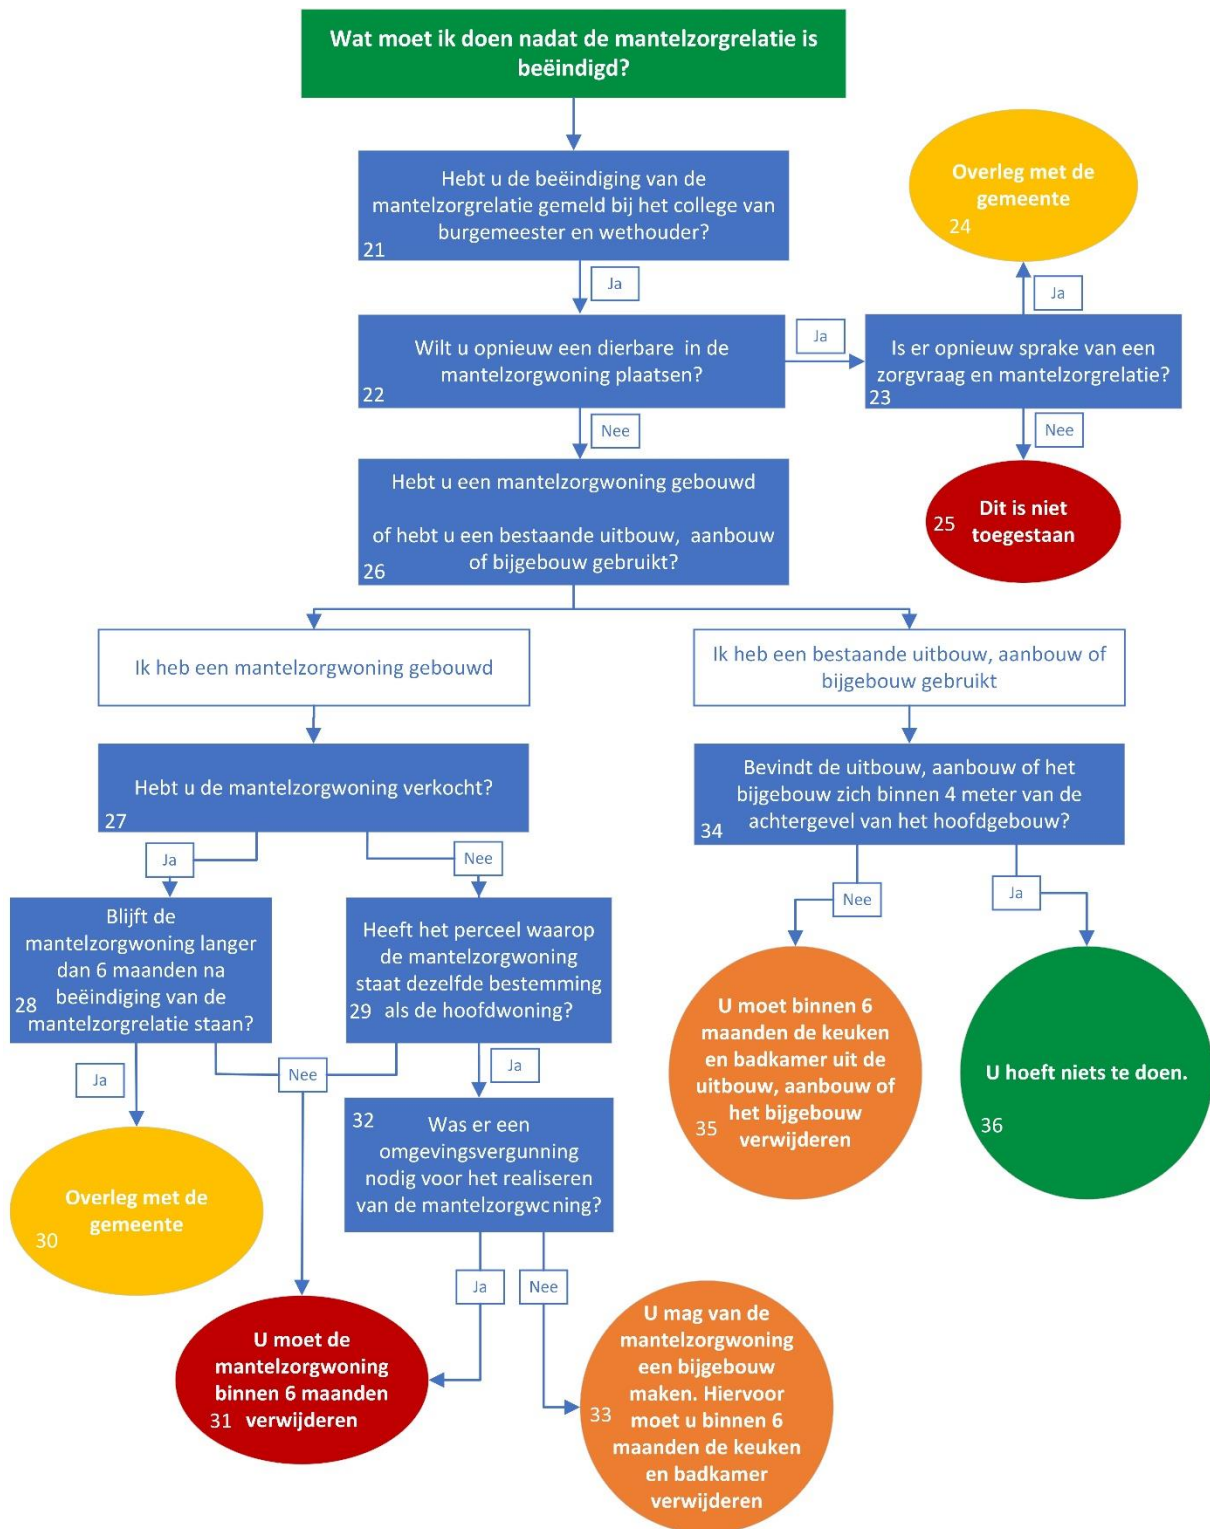 Wat moet ik doen nadat de mantelzorgrelatie is
beëindigd?
Hebt u de beëindiging van de
mantelzorgrelatie gemeld bij het college van
burgemeester en wethouder?
21
Overleg met de
gemeente
24
Ja
Ja
Wilt u opnieuw een dierbare in de
mantelzorgwoning plaatsen?
22
Ja
Is er opnieuw sprake van een
zorgvraag en mantelzorgrelatie?
23
Nee
Nee
Hebt u een mantelzorgwoning gebouwd
of hebt u een bestaande uitbouw, aanbouw
of bijgebouw gebruikt?
26
25
Dit is niet
toegestaan
Ik heb een mantelzorgwoning gebouwd
Ik heb een bestaande uitbouw, aanbouw of
bijgebouw gebruikt
Hebt u de mantelzorgwoning verkocht?
27
Bevindt de uitbouw, aanbouw of het
bijgebouw zich binnen 4 meter van de
achtergevel van het hoofdgebouw?
34
Ja
Nee
Nee
Ja
Blijft de
mantelzorgwoning langer
dan 6 maanden na
beëindiging van de
mantelzorgrelatie staan?
28
Heeft het perceel waarop
de mantelzorgwoning
staat dezelfde bestemming
als de hoofdwoning?
29
U moet binnen 6
maanden de keuken
en badkamer uit de
uitbouw, aanbouw of
het bijgebouw
verwijderen
35
U hoeft niets te doen.
36
Ja
Nee
Ja
32
Was er een
omgevingsvergunning
nodig voor het realiseren
van de mantelzorgwcning?
Overleg met de
gemeente
30
Ja
Nee
U moet de
mantelzorgwoning
binnen 6 maanden
verwijderen
31
U mag van de
mantelzorgwoning
een bijgebouw
maken. Hiervoor
moet u binnen 6
maanden de keuken
en badkamer
verwijderen
33